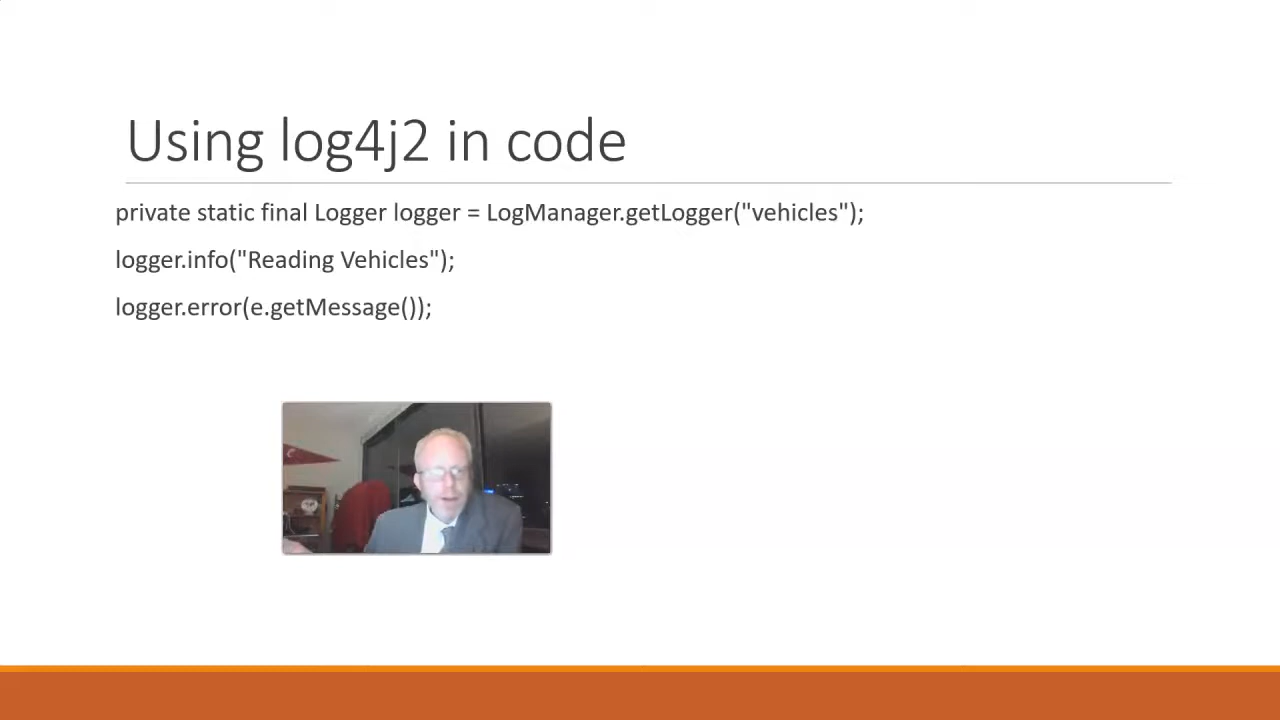 Using log4j2 in code
private static final Logger logger = LogManager.getLogger("vehicles");
logger.info("Reading Vehicles");
logger.error(e.getMessage());